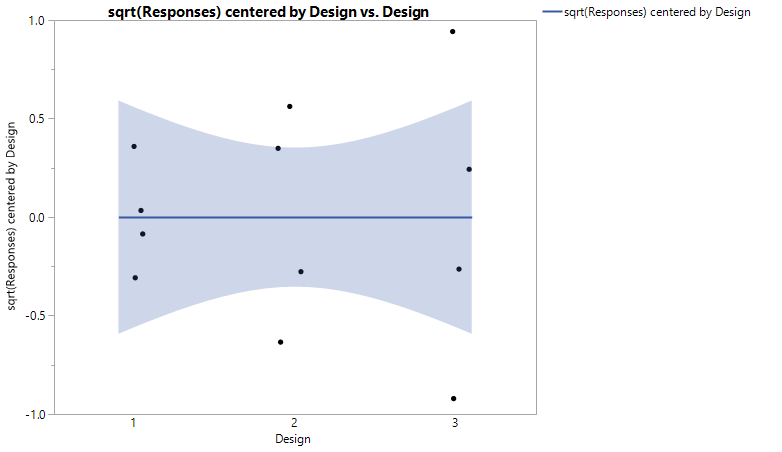 sqrt(Responses) centered by Design vs. Design
sqrt(Responses) centered by Design
sqrt(Responses) centered by Design
1.0
0.5
0.0
-0.5
-1.0
1 2 3
Design